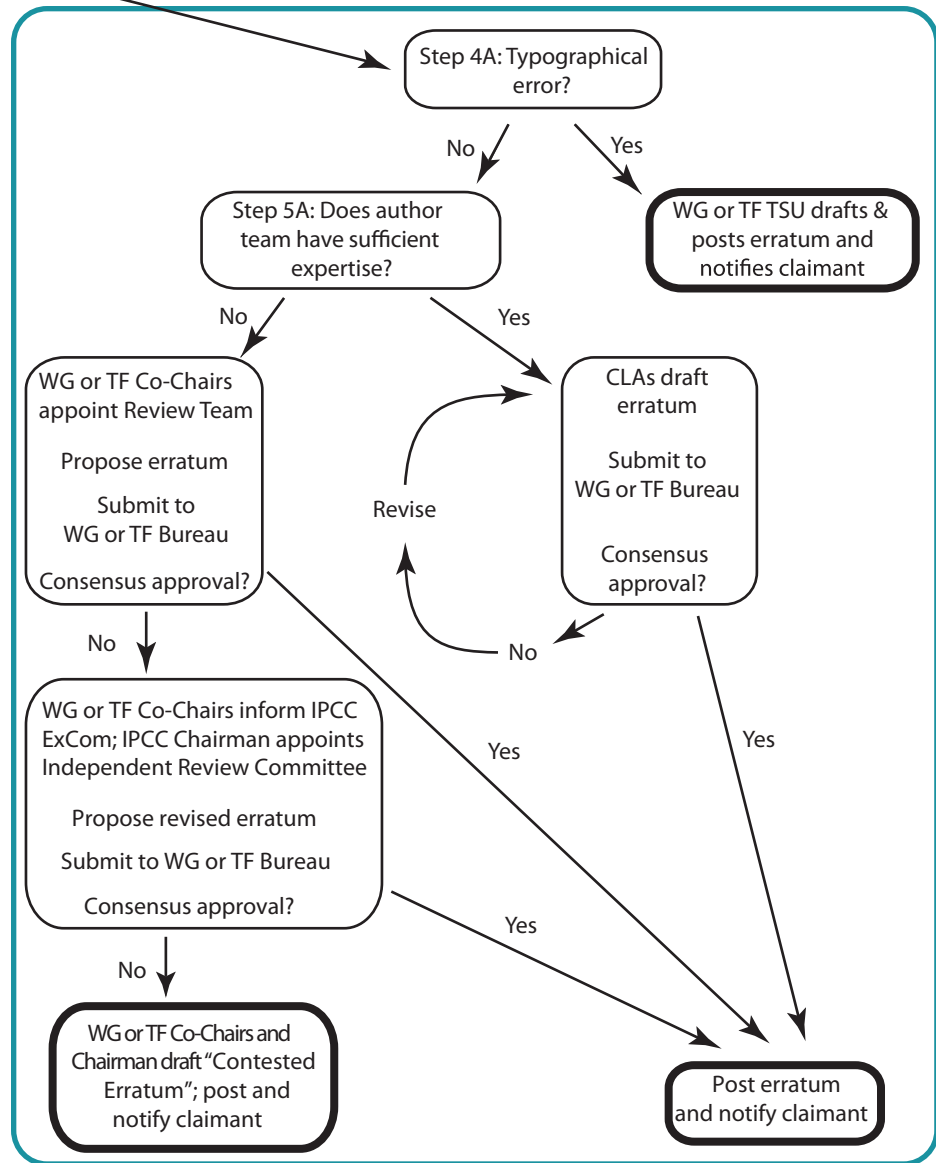 Step 4A: Typographical
error?
No
Yes
Step 5A: Does author
team have sufficient
expertise?
WG or TF TSU drafts &
posts erratum and
notifies claimant
No
Yes
WG or TF Co-Chairs
appoint Review Team
Propose erratum
Submit to
WG or TF Bureau
Consensus approval?
CLAs draft
erratum
Submit to
WG or TF Bureau
Consensus
approval?
Revise
No
No
Yes
Yes
WG or TF Co-Chairs inform IPCC
ExCom; IPCC Chairman appoints
Independent Review Committee
Propose revised erratum
Submit to WG or TF Bureau
Consensus approval?
Yes
No
WG or TF Co-Chairs and
Chairman draft “Contested
Erratum”; post and
notify claimant
Post erratum
and notify claimant